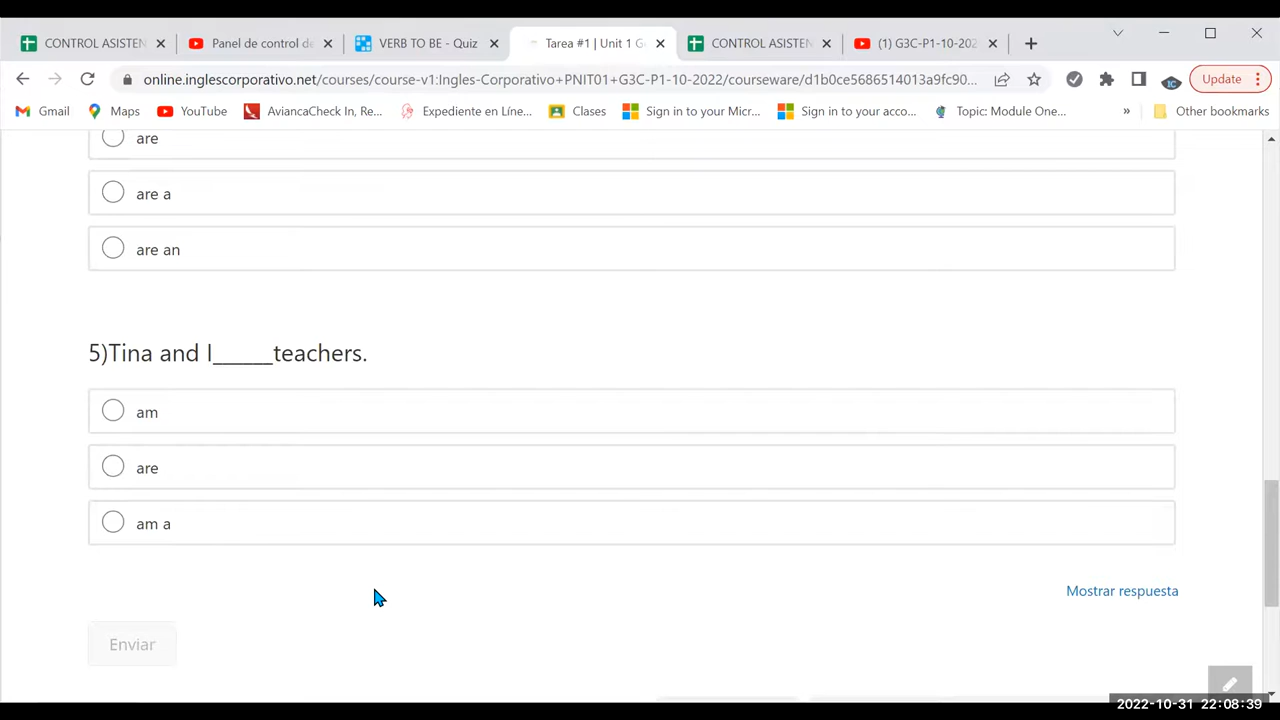 CONTROL ASISTEN
Panel de control de
VERB TO BE - Quiz
Tarea #1 | Unit 1 G
CONTROL ASISTEN
(1) G3C-P1-10-202
online.inglescorporativo.net/courses/course-v1:Ingles-Corporativo+PNIT01+G3C-P1-10-2022/courseware/d1b0ce5686514013a9fc90...
IC
Update
Gmail
Maps
YouTube
AviancaCheck In, Re...
Expediente en Líne...
Clases
Sign in to your Micr...
Sign in to your acco...
Topic: Module One...
»
Other bookmarks
are
are a
are an
5)Tina and I______teachers.
am
are
am a
Mostrar respuesta
Enviar
2022-10-31 22:08:39